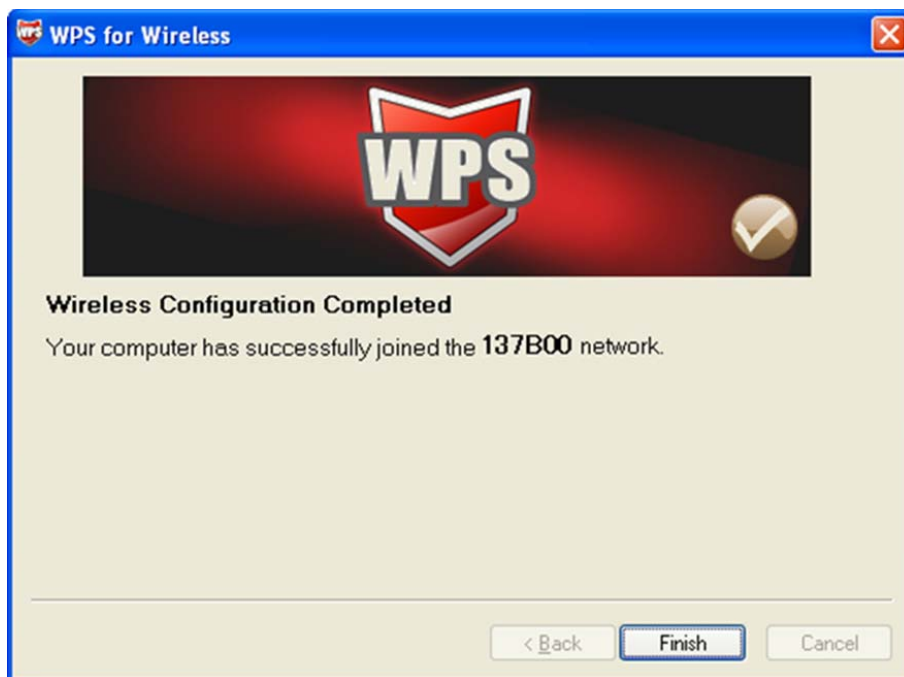 WPS for Wireless
WPS
Wireless Configuration Completed
Your computer has successfully joined the 137B00 network.
< Back
Finish
Cancel